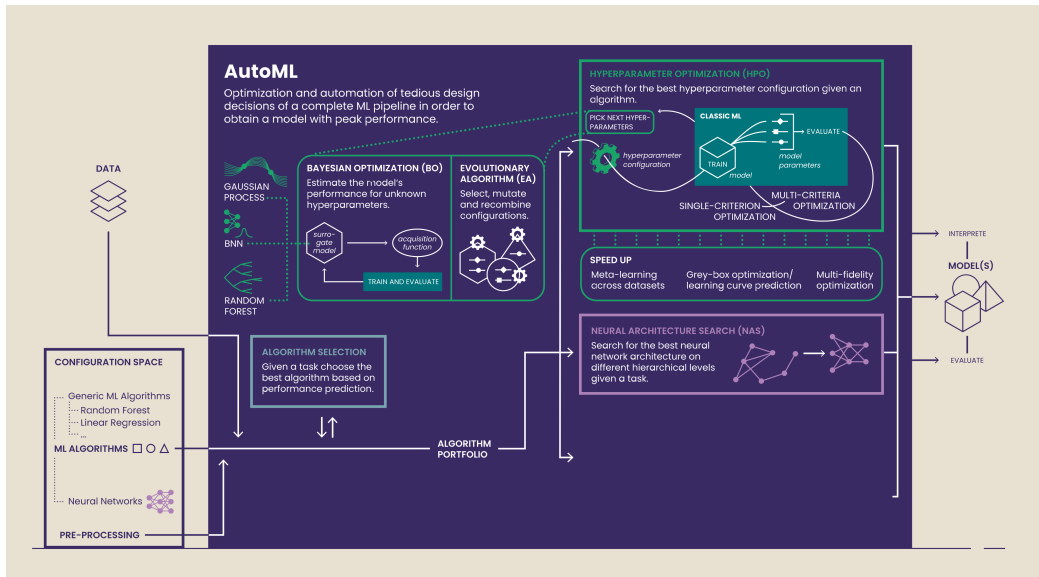 AutoML
Optimization and automation of tedious design
decisions of a complete ML pipeline in order to
obtain a model with peak performance.
DATA
GAUSSIAN
PROCESS
BNN
RANDOM
FOREST
BAYESIAN OPTIMIZATION (BO)
Estimate the model's
performance for unknown
hyperparameters.
surro-
gate
model
acquisition
function
TRAIN AND EVALUATE
EVOLUTIONARY
ALGORITHM (EA)
Select, mutate
and recombine
configurations.
HYPERPARAMETER OPTIMIZATION (HPO)
Search for the best hyperparameter configuration given an
algorithm.
PICK NEXT HYPER-
PARAMETERS
hyperparameter
configuration
CLASSIC ML
TRAIN
model
EVALUATE
model
parameters
MULTI-CRITERIA
OPTIMIZATION
SINGLE-CRITERION
OPTIMIZATION
SPEED UP
Meta-learning
across datasets
Grey-box optimization/
learning curve prediction
Multi-fidelity
optimization
NEURAL ARCHITECTURE SEARCH (NAS)
Search for the best neural
network architecture on
different hierarchical levels
given a task.
ALGORITHM SELECTION
Given a task choose the
best algorithm based on
performance prediction.
ALGORITHM
PORTFOLIO
CONFIGURATION SPACE
Generic ML Algorithms
Random Forest
Linear Regression
...
ML ALGORITHMS
Neural Networks
PRE-PROCESSING
INTERPRETE
MODEL(S)
EVALUATE